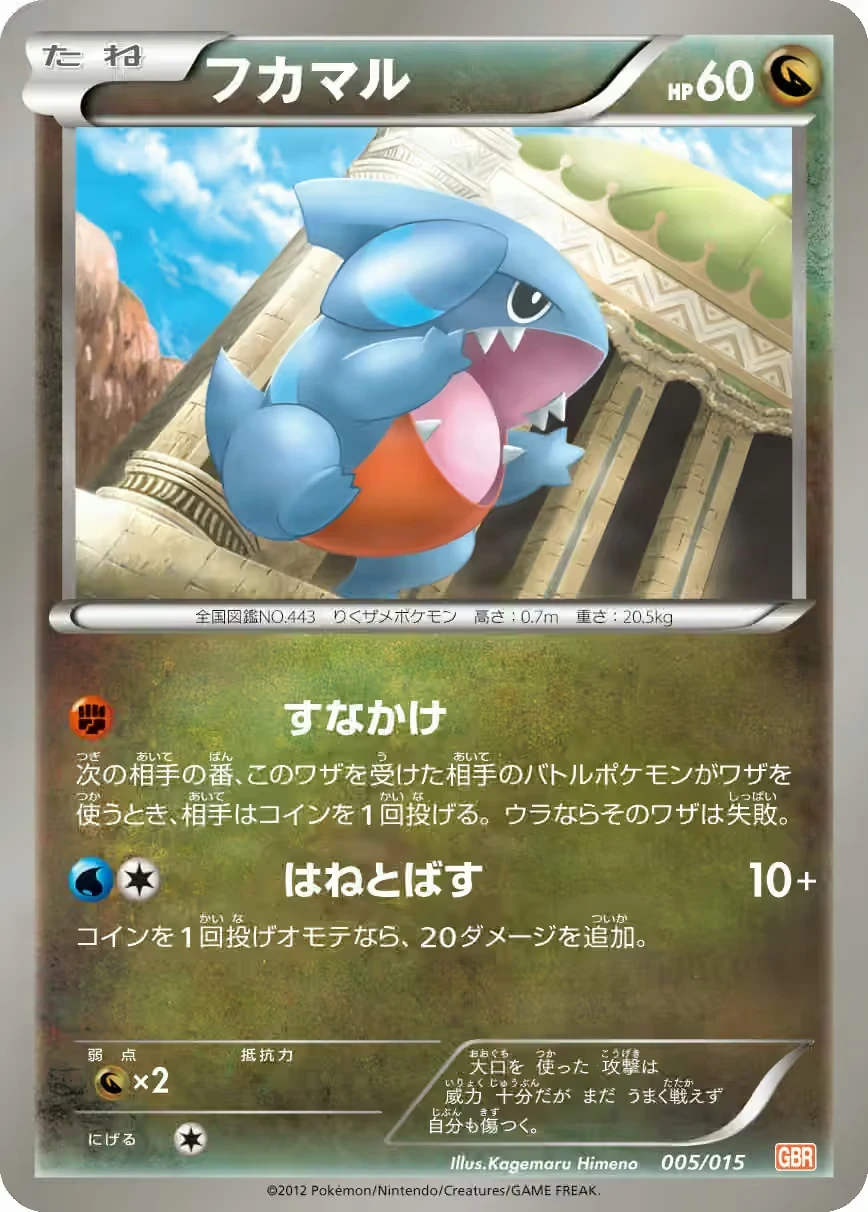 たね フカマル HP60
全国図鑑NO.443 りくザメポケモン 高さ:0.7m 重さ:20.5kg
すなかけ
次の相手の番、このワザを受けた相手のバトルポケモンがワザを
使うとき、相手はコインを1回投げる。ウラならそのワザは失敗。
はねとばす 10+
コインを1回投げオモテなら、20ダメージを追加。
弱点 抵抗力
×2
にげる
大口を 使った 攻撃は
威力 十分だが まだ うまく戦えず
自分も傷つく。
Illus.Kagemaru Himeno 005/015 GBR
©2012 Pokémon/Nintendo/Creatures/GAME FREAK.